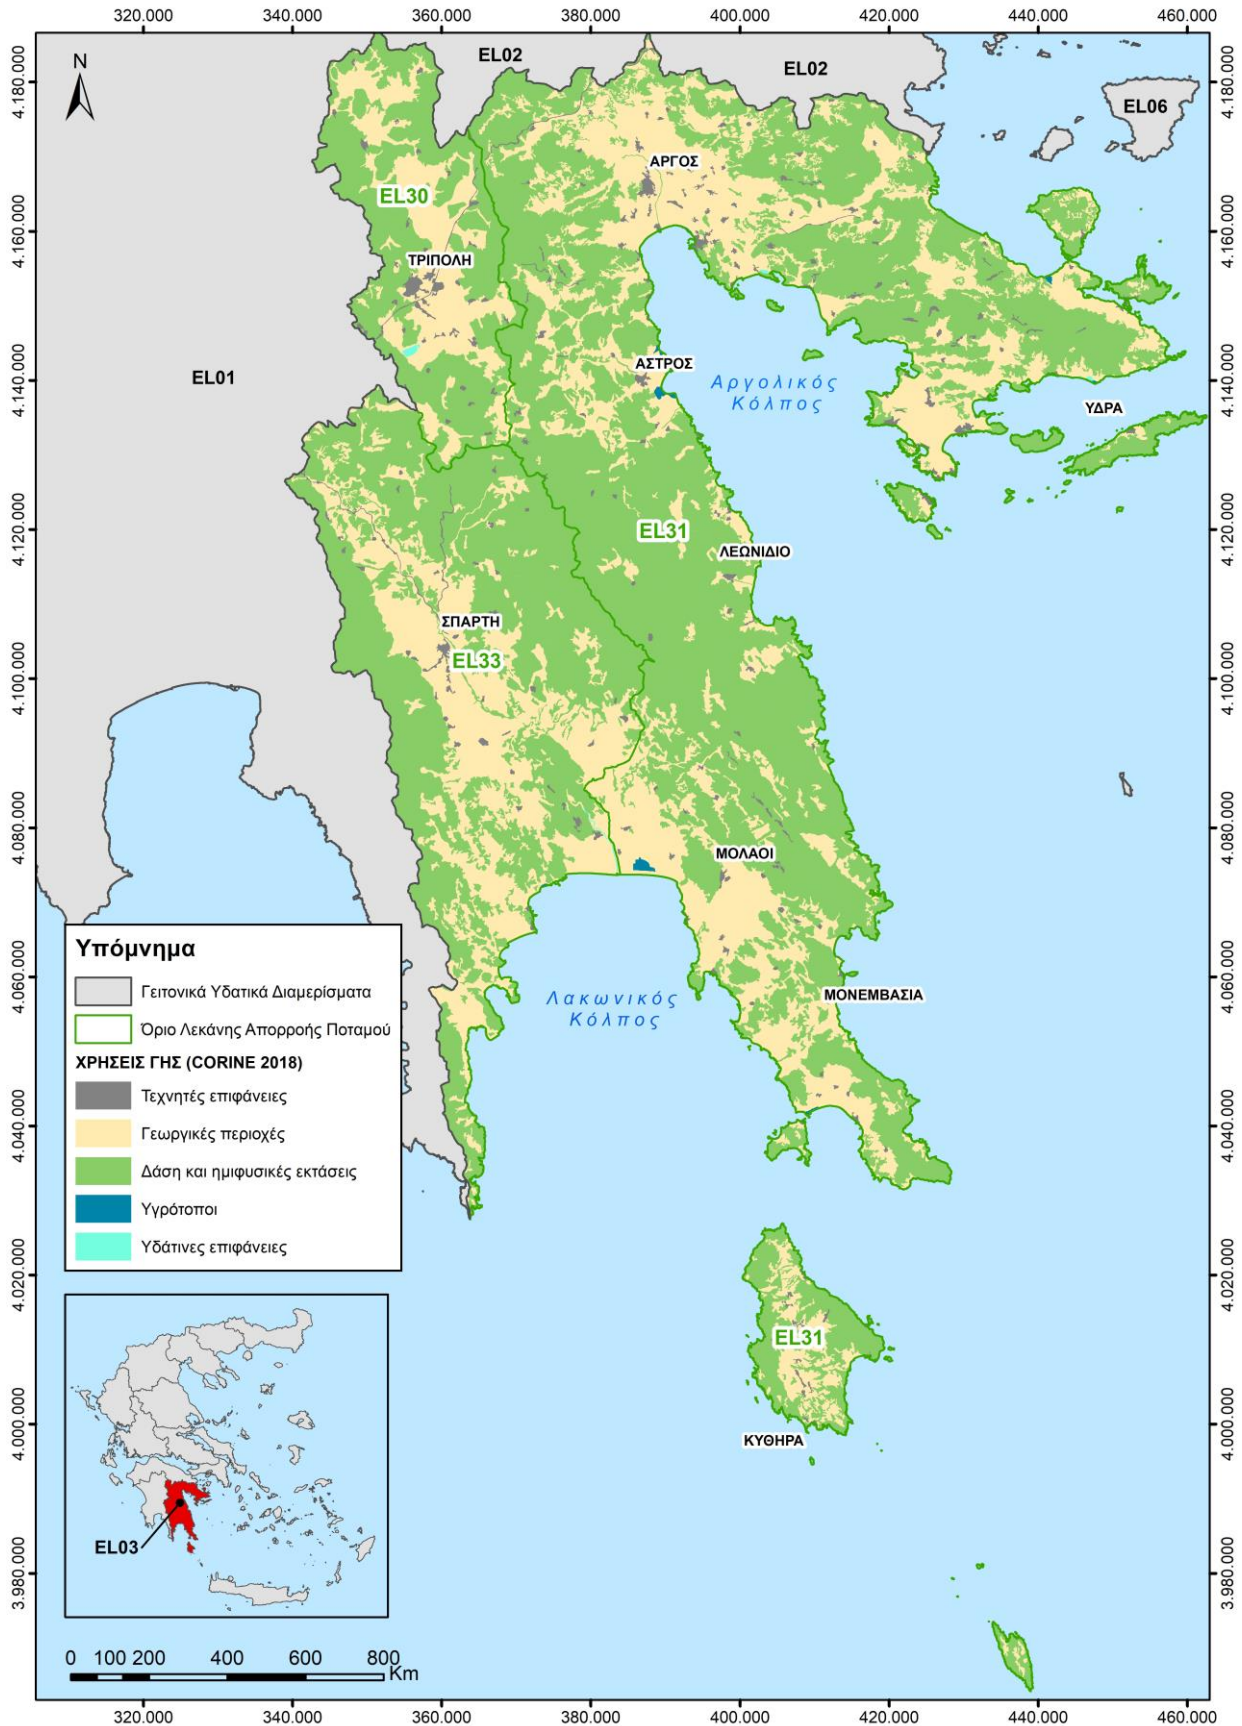 320.000 340.000 360.000 380.000 400.000 420.000 440.000 460.000
N
EL02
EL02
EL06
4.180.000 4.180.000
ΑΡΓΟΣ
EL30
4.160.000 4.160.000
ΤΡΙΠΟΛΗ
ΑΣΤΡΟΣ
EL01
Αργολικός
Κόλπος
4.140.000 4.140.000
ΥΔΡΑ
EL31
4.120.000 4.120.000
ΛΕΩΝΙΔΙΟ
ΣΠΑΡΤΗ
EL33
4.100.000 4.100.000
4.080.000 4.080.000
ΜΟΛΑΟΙ
4.060.000 4.060.000
ΜΟΝΕΜΒΑΣΙΑ
Λακωνικός
Κόλπος
4.040.000 4.040.000
Υπόμνημα
Γειτονικά Υδατικά Διαμερίσματα
Όριο Λεκάνης Απορροής Ποταμού
ΧΡΗΣΕΙΣ ΓΗΣ (CORINE 2018)
Τεχνητές επιφάνειες
Γεωργικές περιοχές
Δάση και ημιφυσικές εκτάσεις
Υγρότοποι
Υδάτινες επιφάνειες
4.020.000 4.020.000
EL31
4.000.000 4.000.000
ΚΥΘΗΡΑ
EL03
3.980.000 3.980.000
0 100 200 400 600 800
Km
320.000 340.000 360.000 380.000 400.000 420.000 440.000 460.000